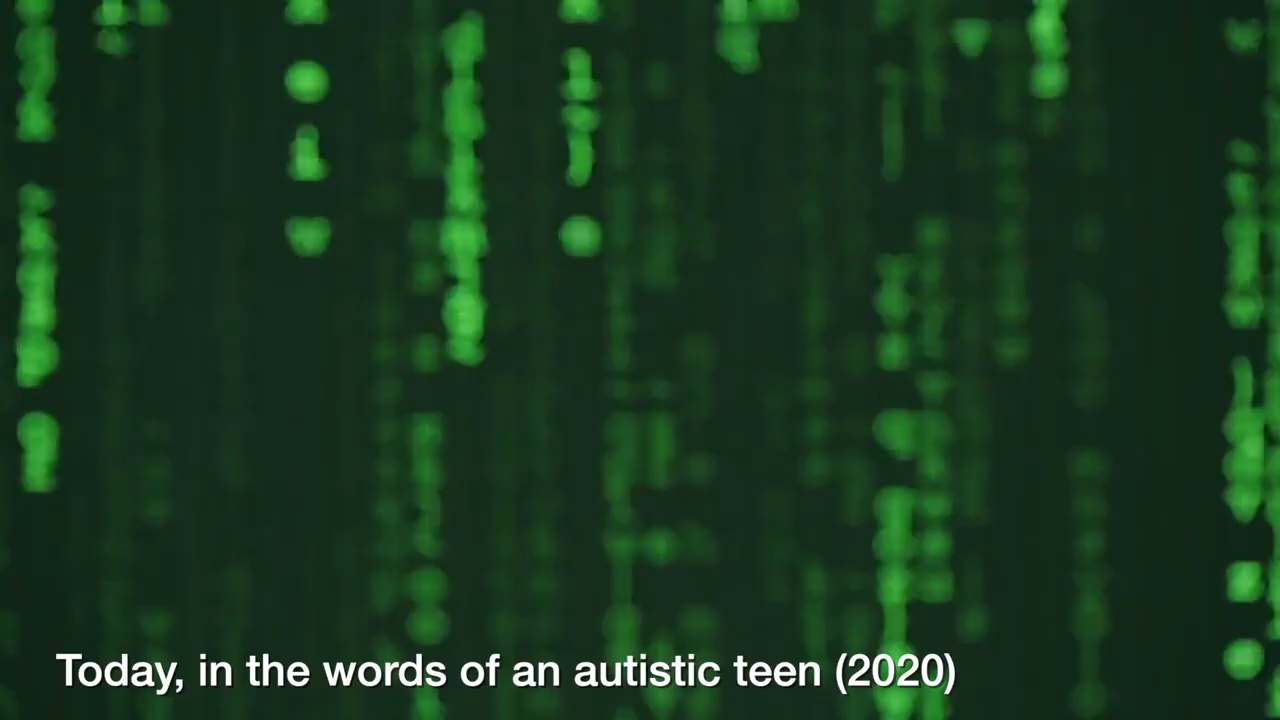 Today, in the words of an autistic teen (2020)